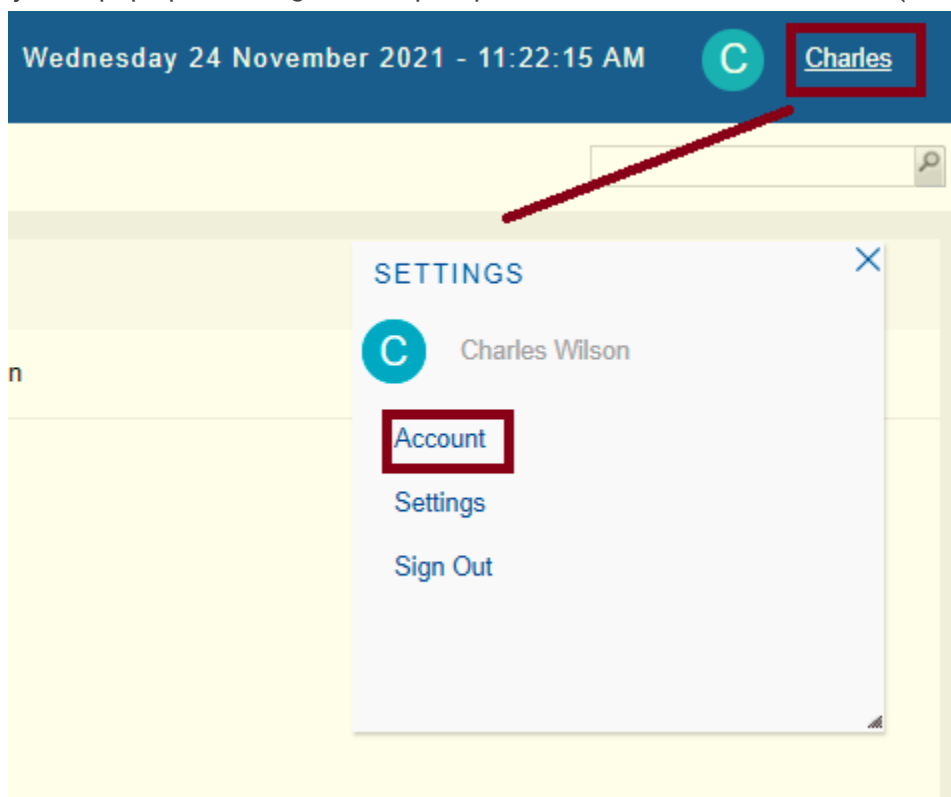 Wednesday 24 November 2021 - 11:22:15 AM C Charles
SETTINGS
C Charles Wilson
n
Account
Settings
Sign Out